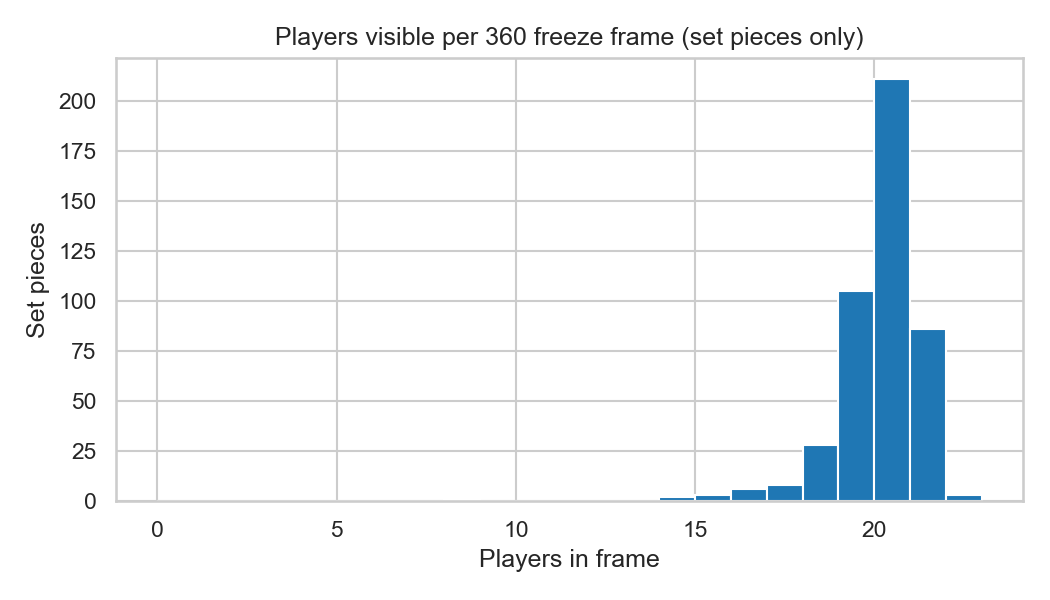 Players visible per 360 freeze frame (set pieces only)
200
175
150
125
100
75
50
25
0
Set pieces
0 5 10 15 20
Players in frame